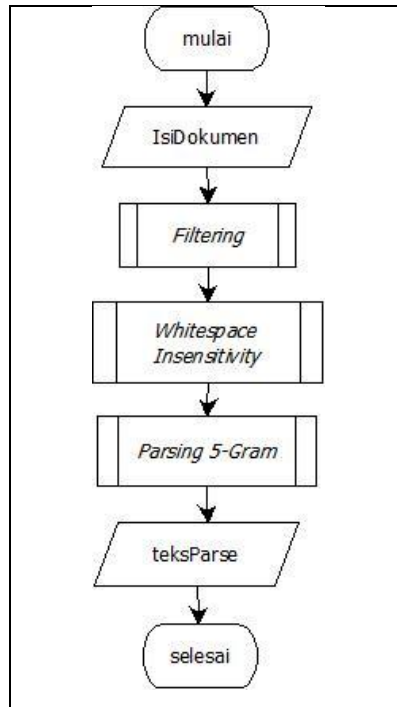 mulai
IsiDokumen
Filtering
Whitespace
Insensitivity
Parsing 5-Gram
teksParse
selesai